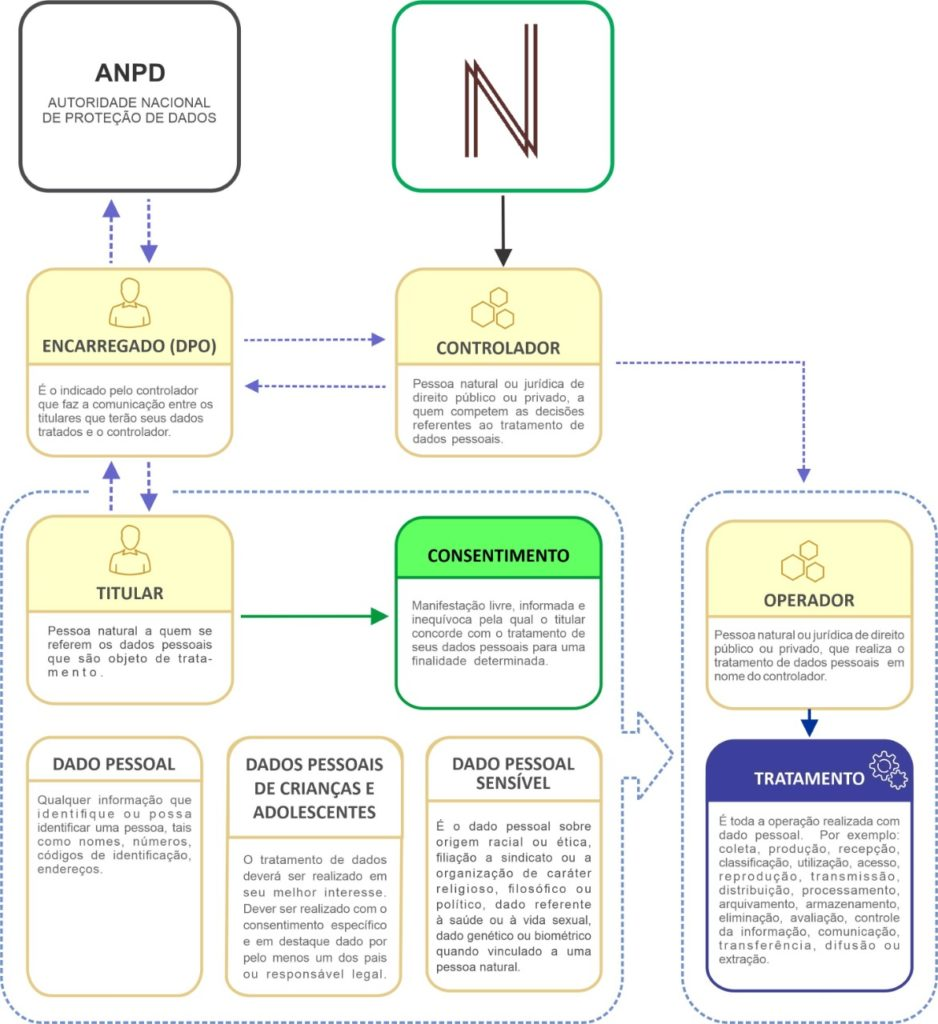 ANPD
AUTORIDADE NACIONAL
DE PROTEÇÃO DE DADOS
N
ENCARREGADO (DPO)
É o indicado pelo controlador
que faz a comunicação entre os
titulares que terão seus dados
tratados e o controlador.
CONTROLADOR
Pessoa natural ou jurídica de
direito público ou privado, a
quem competem as decisões
referentes ao tratamento de
dados pessoais.
TITULAR
Pessoa natural a quem se
referem os dados pessoais
que são objeto de trata-
mento.
CONSENTIMENTO
Manifestação livre, informada e
inequívoca pela qual o titular
concorde com o tratamento de
seus dados pessoais para uma
finalidade determinada.
OPERADOR
Pessoa natural ou jurídica de direito
público ou privado, que realiza o
tratamento de dados pessoais em
nome do controlador.
DADO PESSOAL
Qualquer informação que
identifique ou possa
identificar uma pessoa, tais
como nomes, números,
códigos de identificação,
endereços.
DADOS PESSOAIS
DE CRIANÇAS E
ADOLESCENTES
O tratamento de dados
deverá ser realizado em
seu melhor interesse.
Dever ser realizado com o
consentimento específico
e em destaque dado por
pelo menos um dos pais
ou responsável legal.
DADO PESSOAL
SENSÍVEL
É o dado pessoal sobre
origem racial ou ética,
filiação a sindicato ou a
organização de caráter
religioso, filosófico ou
político, dado referente
à saúde ou à vida sexual,
dado genético ou biométrico
quando vinculado a uma
pessoa natural.
TRATAMENTO
É toda a operação realizada com
dado pessoal. Por exemplo:
coleta, produção, recepção,
classificação, utilização, acesso,
reprodução, transmissão,
distribuição, processamento,
arquivamento, armazenamento,
eliminação, avaliação, controle
da informação, comunicação,
transferência, difusão ou
extração.